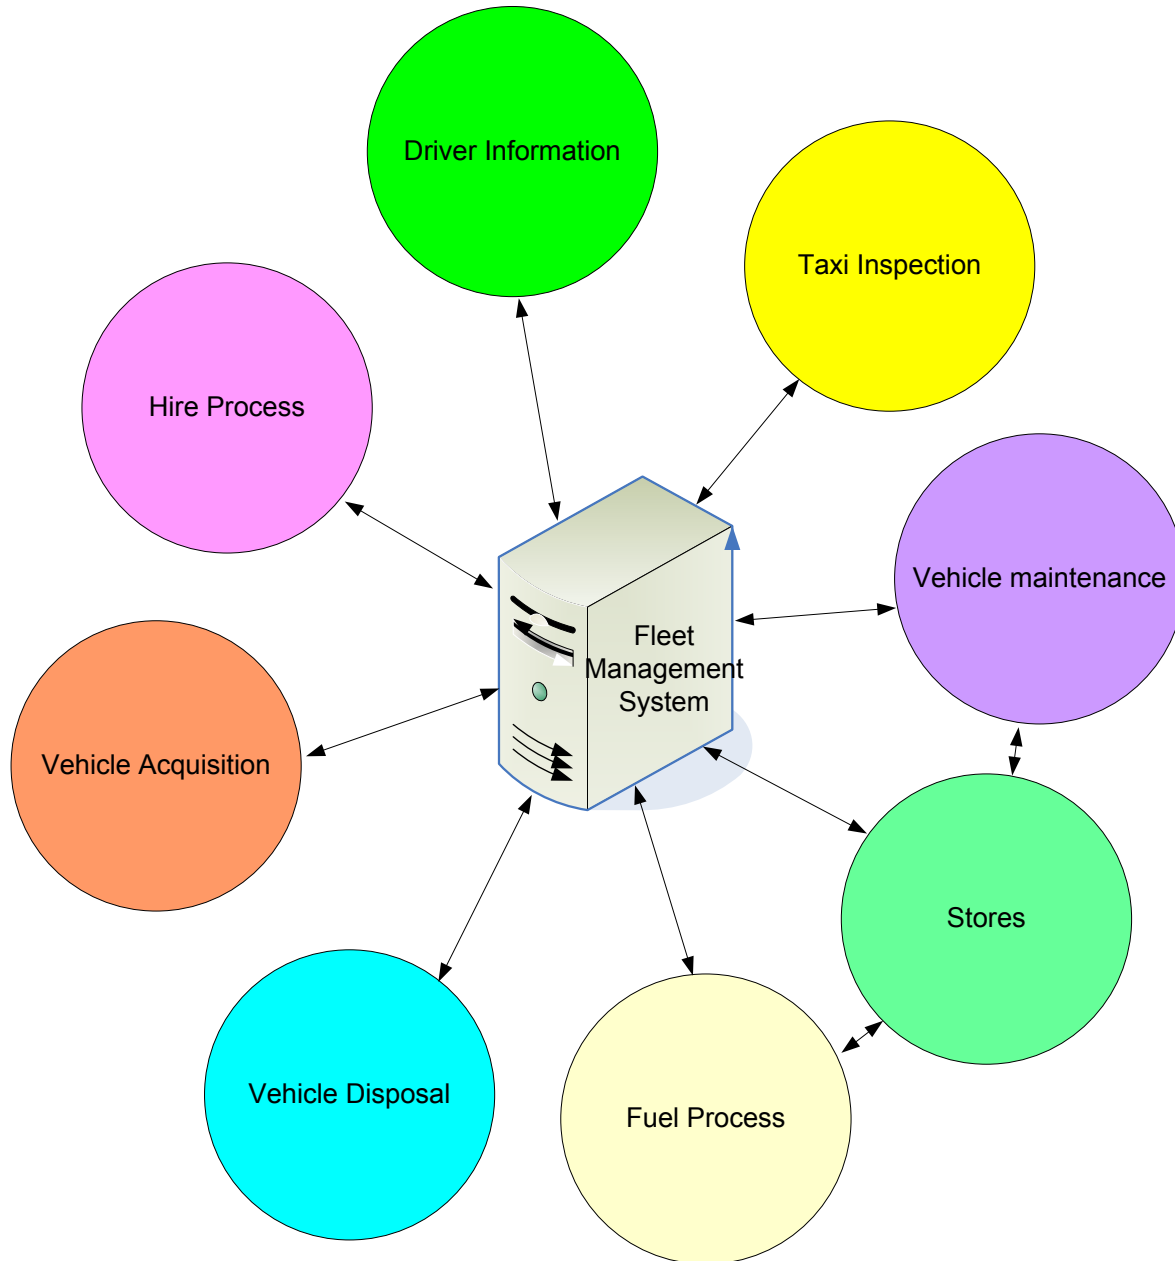 Driver Information
Taxi Inspection
Hire Process
Vehicle maintenance
Fleet
Management
System
Vehicle Acquisition
Stores
Vehicle Disposal
Fuel Process